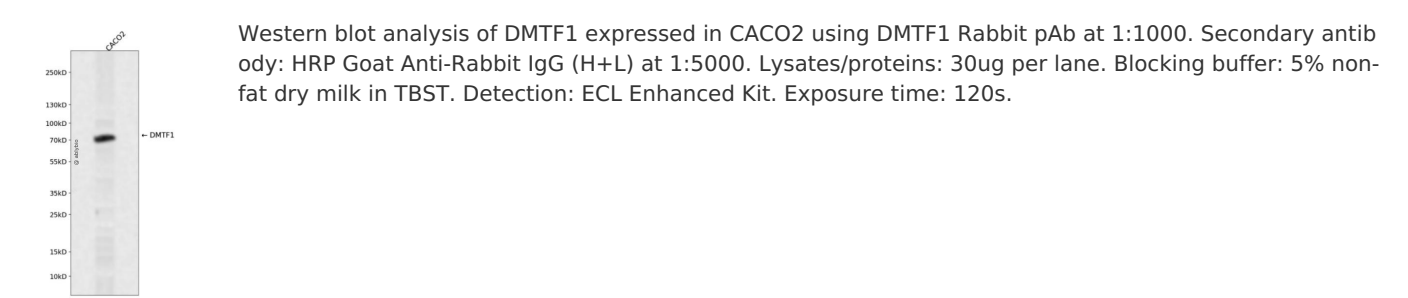 CACO2
250kD
130kD
100kD
70kD
55kD
35kD
25kD
15kD
10kD
← DMTF1
Western blot analysis of DMTF1 expressed in CACO2 using DMTF1 Rabbit pAb at 1:1000. Secondary antib
ody: HRP Goat Anti-Rabbit IgG (H+L) at 1:5000. Lysates/proteins: 30ug per lane. Blocking buffer: 5% non-
fat dry milk in TBST. Detection: ECL Enhanced Kit. Exposure time: 120s.